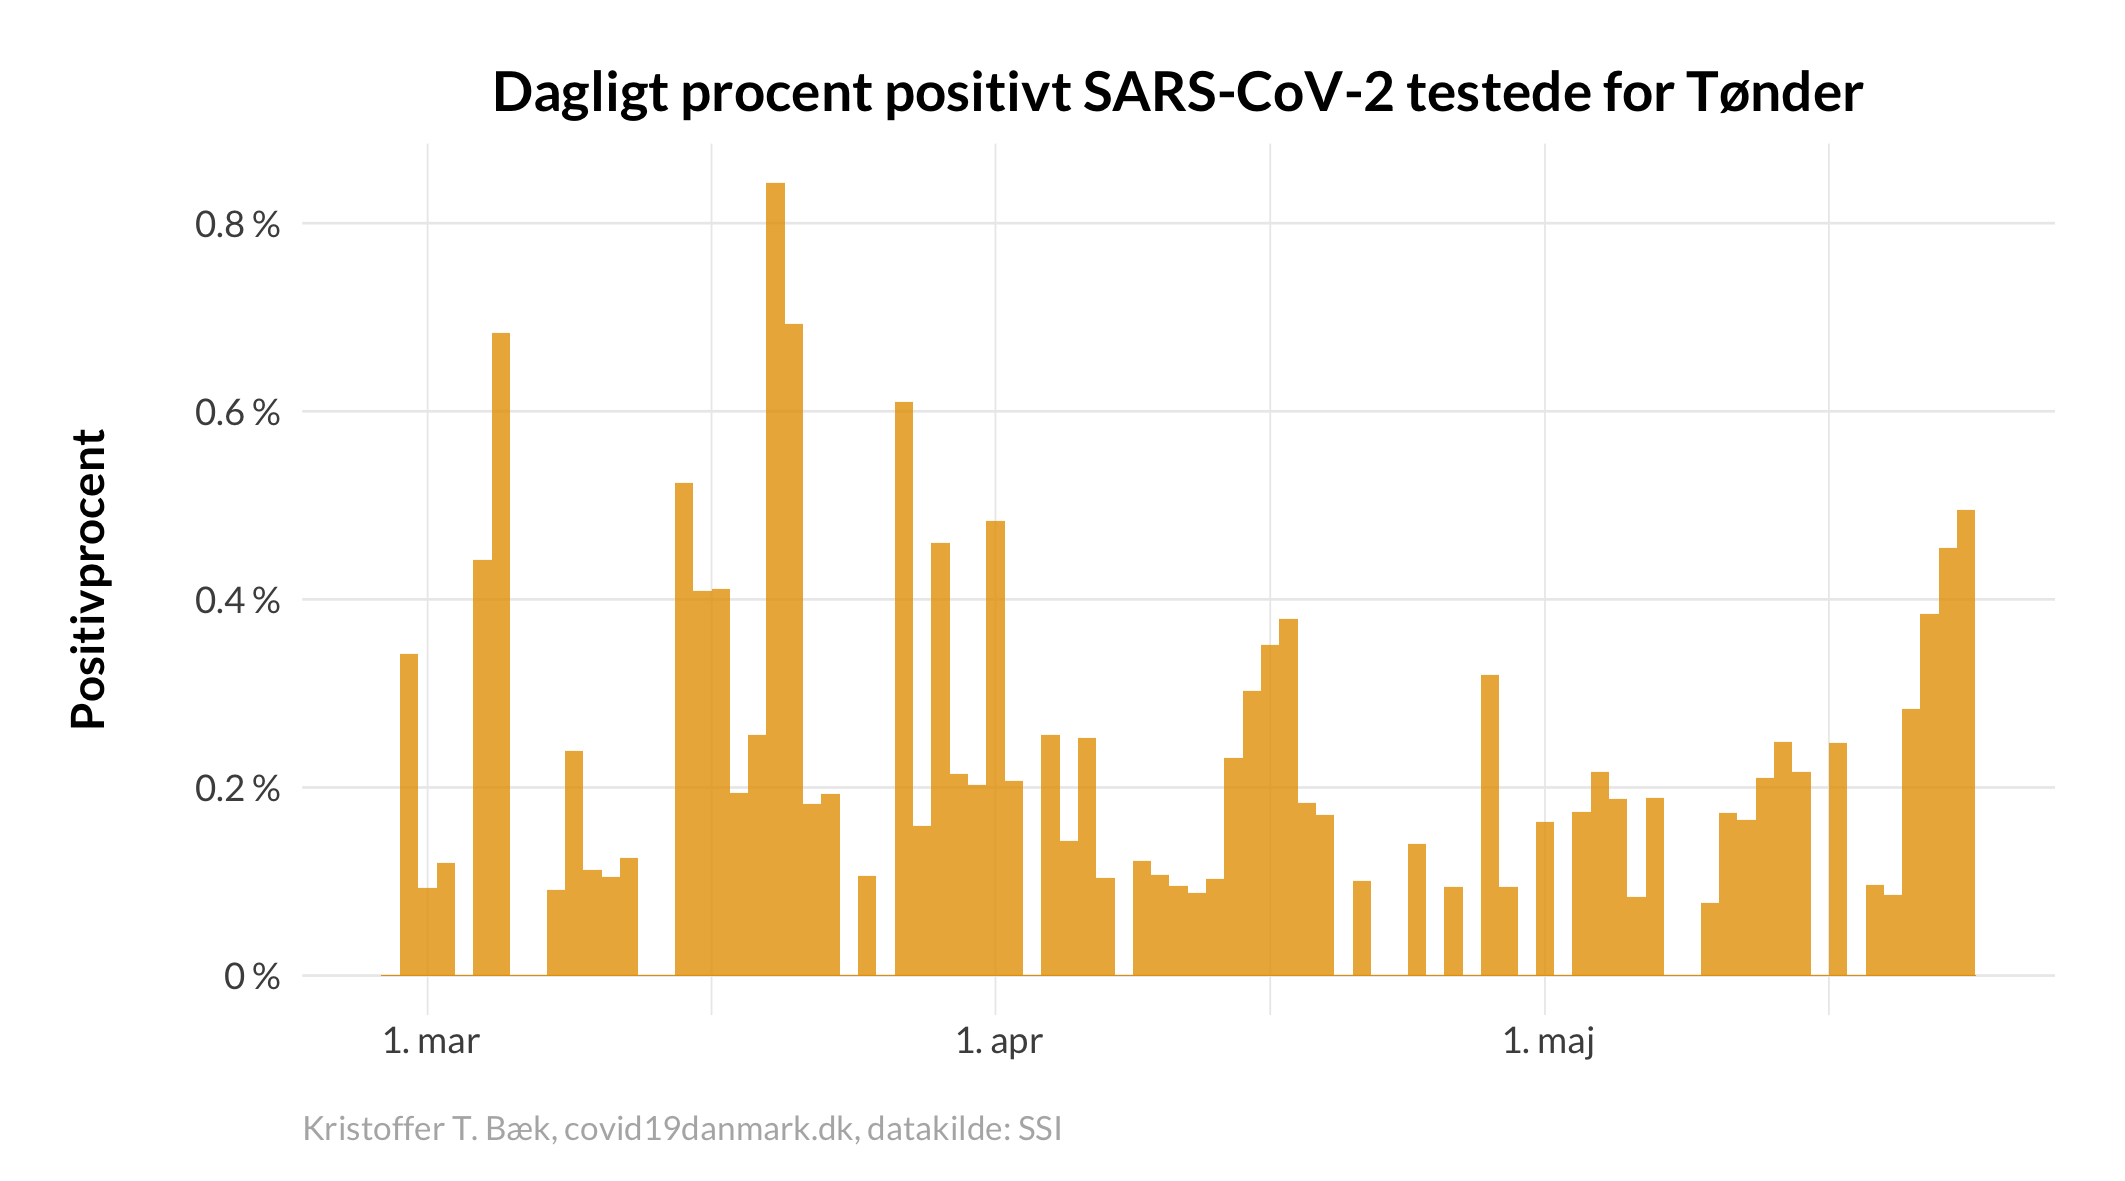 Dagligt procent positivt SARS-CoV-2 testede for Tønder
Positivprocent
0.8 %
0.6 %
0.4 %
0.2 %
0 %
1. mar
1. apr
1. maj
Kristoffer T. Bæk, covid19danmark.dk, datakilde: SSI